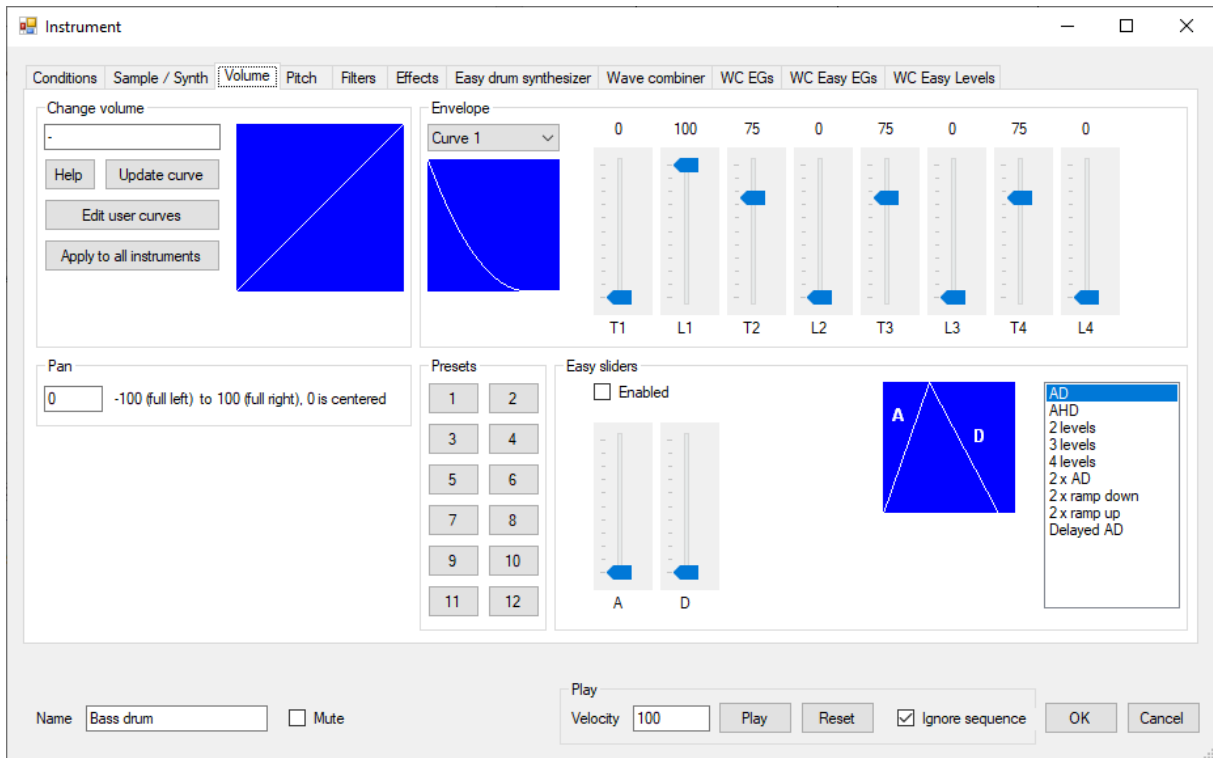 Instrument
Conditions Sample / Synth Volume Pitch Filters Effects Easy drum synthesizer Wave combiner WC EGs WC Easy EGs WC Easy Levels
Change volume
-
Help Update curve
Edit user curves
Apply to all instruments
Envelope
Curve 1
0 100 75 0 75 0 75 0
T1 L1 T2 L2 T3 L3 T4 L4
Pan
0 -100 (full left) to 100 (full right), 0 is centered
Presets
1 2
3 4
5 6
7 8
9 10
11 12
Easy sliders
Enabled
A D
A
D
AD
AHD
2 levels
3 levels
4 levels
2 x AD
2 x ramp down
2 x ramp up
Delayed AD
Name Bass drum Mute
Play
Velocity 100 Play Reset Ignore sequence OK Cancel